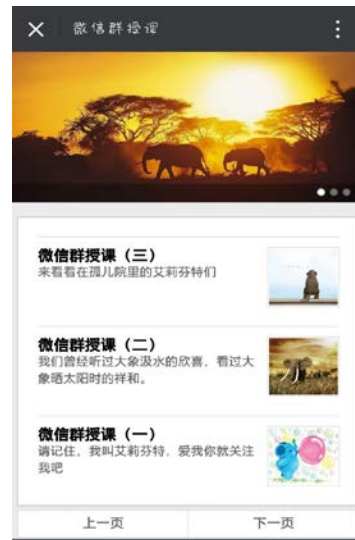 微信群授课
微信群授课（三）
来看看在孤儿院里的艾莉芬特们
微信群授课（二）
我们曾经听过大象汲水的欣喜，看过大
象晒太阳时的祥和。
微信群授课（一）
请记住，我叫艾莉芬特，爱我你就关注
我吧
上一页
下一页